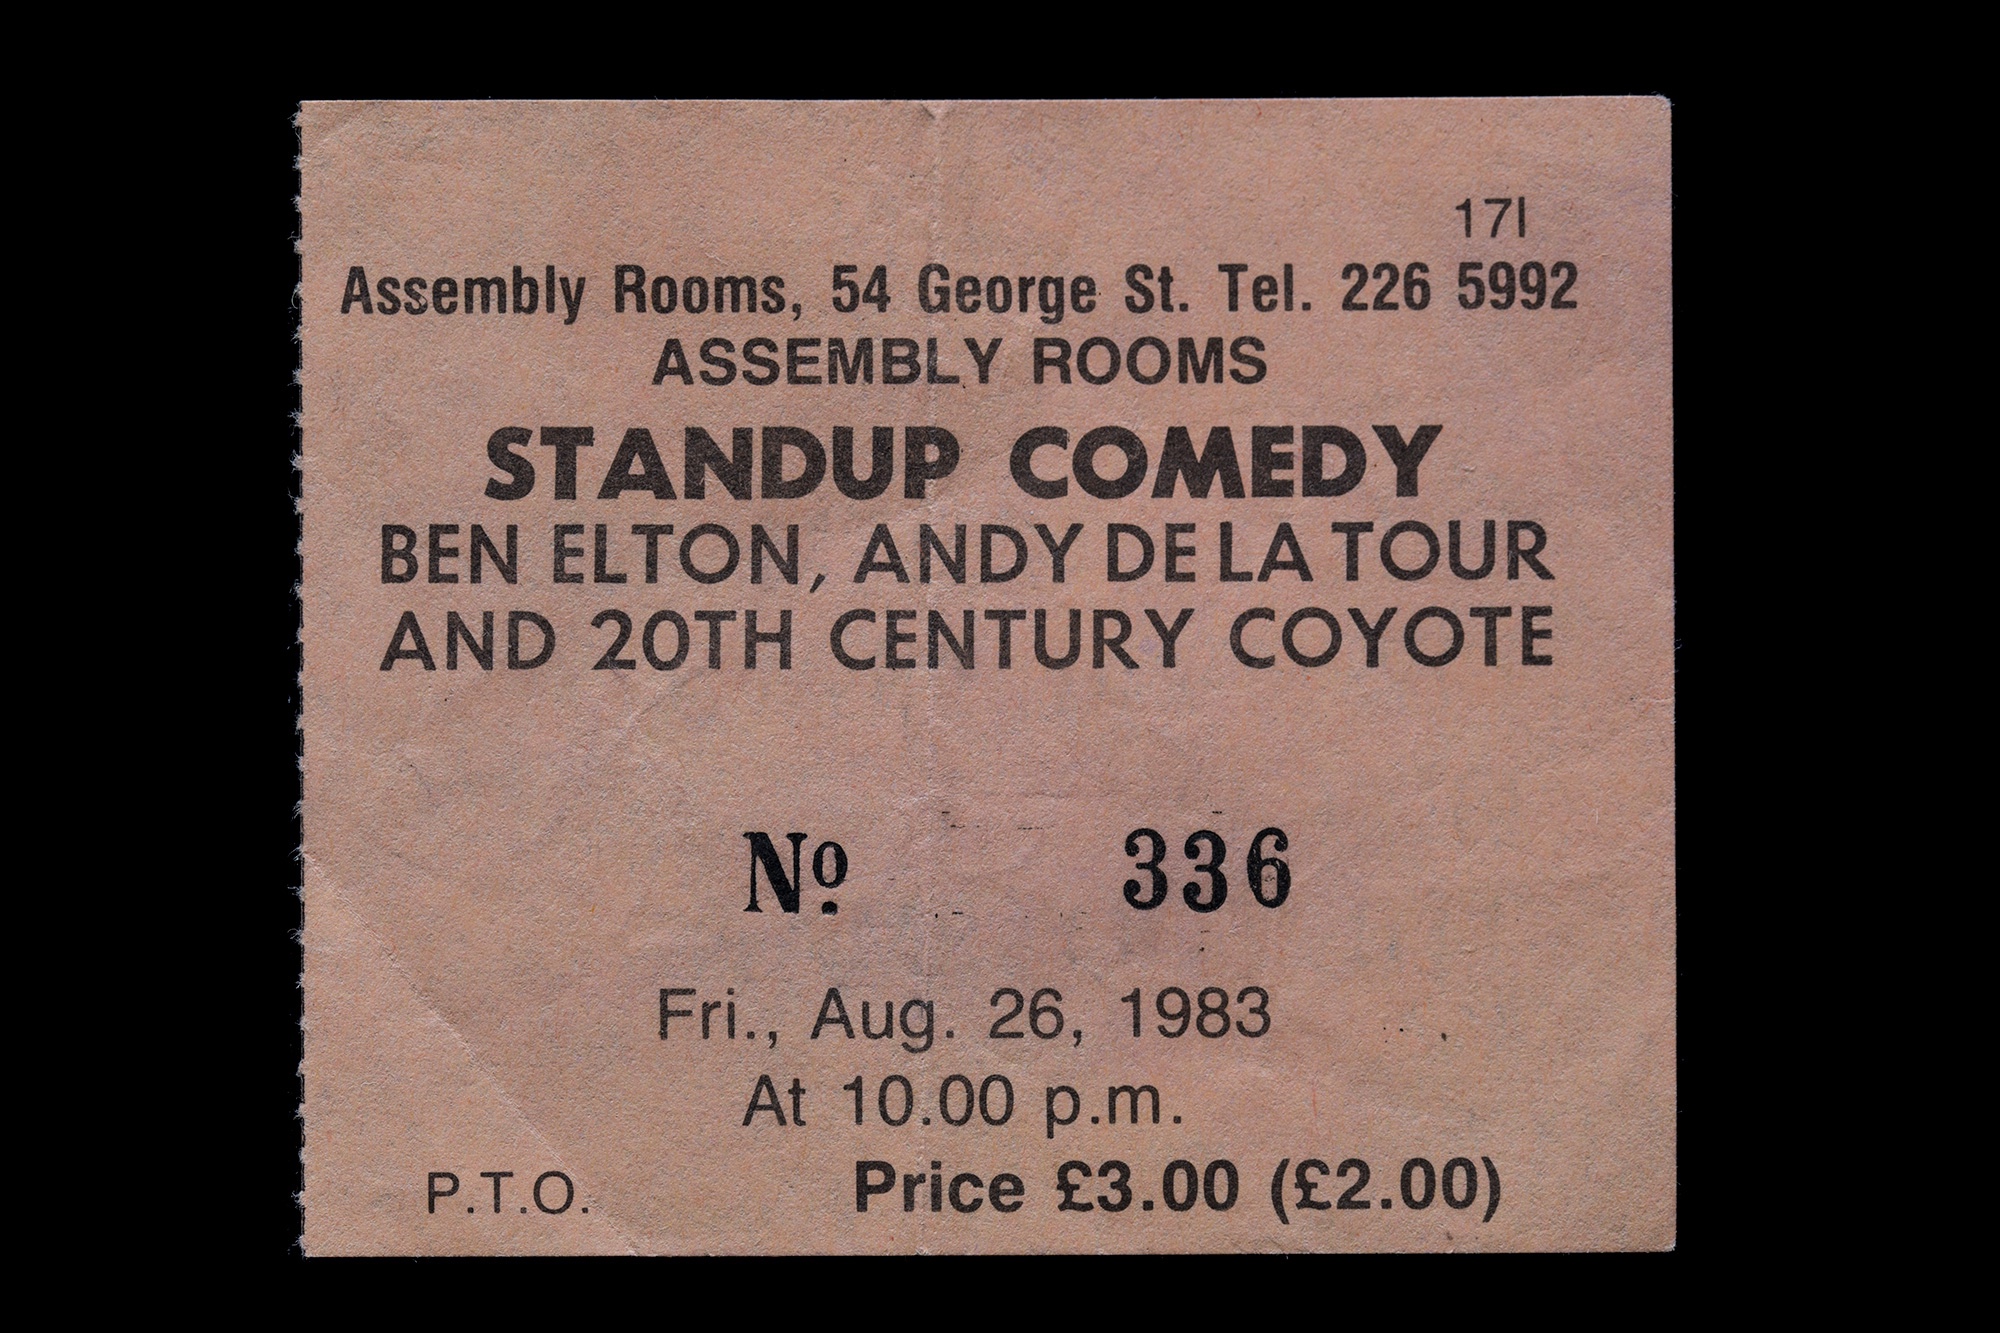 171
Assembly Rooms, 54 George St. Tel. 226 5992
ASSEMBLY ROOMS
STANDUP COMEDY
BEN ELTON, ANDY DE LA TOUR
AND 20TH CENTURY COYOTE
No. 336
Fri., Aug. 26, 1983
At 10.00 p.m.
P.T.O. Price £3.00 (£2.00)